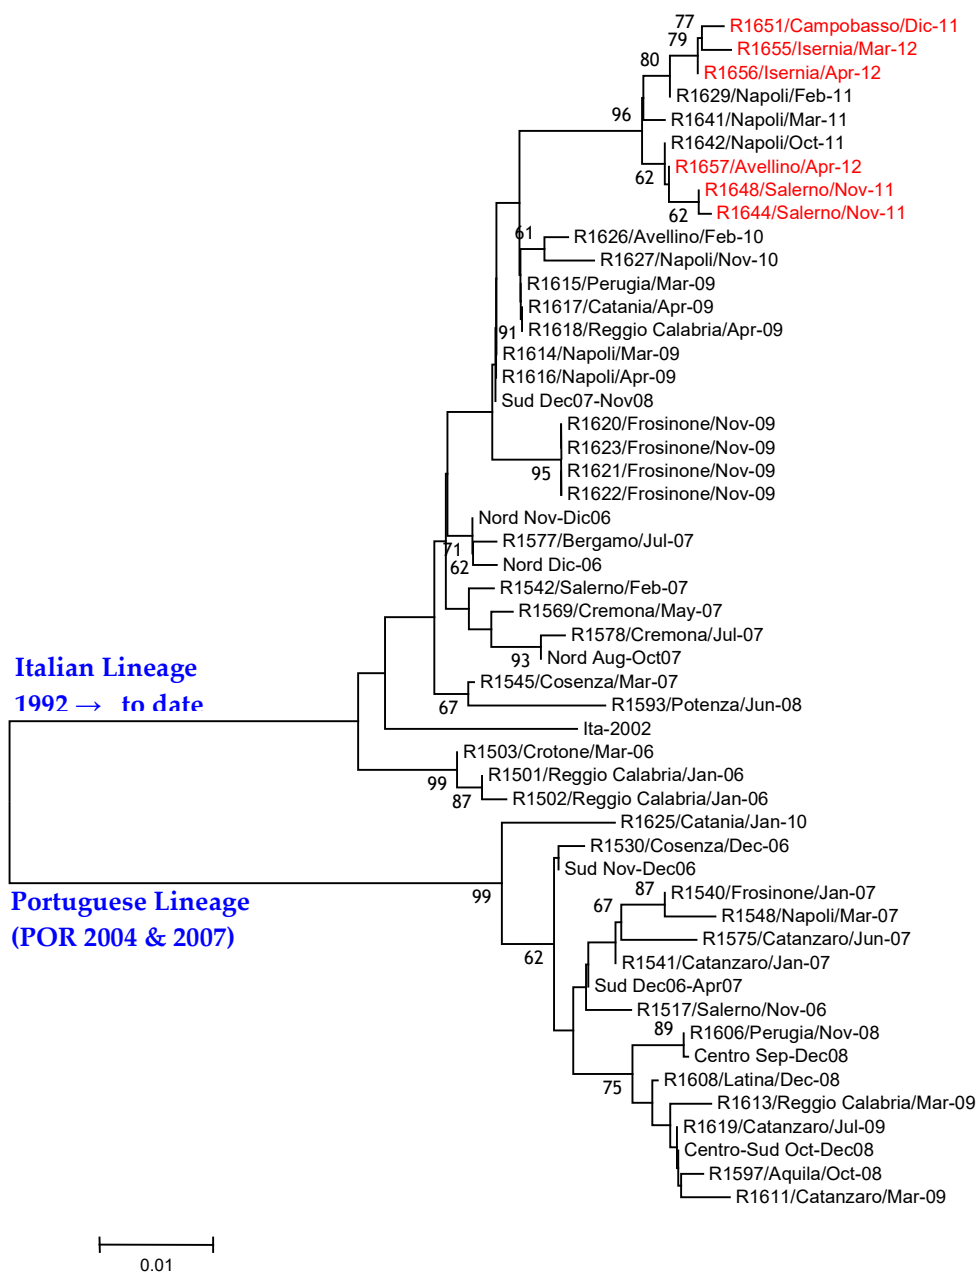 77
R1651/Campobasso/Dic-11
79
R1655/Isernia/Mar-12
80
R1656/Isernia/Apr-12
R1629/Napoli/Feb-11
96
R1641/Napoli/Mar-11
R1642/Napoli/Oct-11
R1657/Avellino/Apr-12
62
R1648/Salerno/Nov-11
62
R1644/Salerno/Nov-11
61
R1626/Avellino/Feb-10
R1627/Napoli/Nov-10
R1615/Perugia/Mar-09
R1617/Catania/Apr-09
91
R1618/Reggio Calabria/Apr-09
R1614/Napoli/Mar-09
R1616/Napoli/Apr-09
Sud Dec07-Nov08
R1620/Frosinone/Nov-09
R1623/Frosinone/Nov-09
95
R1621/Frosinone/Nov-09
R1622/Frosinone/Nov-09
Nord Nov-Dic06
71
R1577/Bergamo/Jul-07
62
Nord Dic-06
R1542/Salerno/Feb-07
R1569/Cremona/May-07
R1578/Cremona/Jul-07
93
Nord Aug-Oct07
Italian Lineage
1992 → to date
R1545/Cosenza/Mar-07
67
R1593/Potenza/Jun-08
Ita-2002
R1503/Crotone/Mar-06
99
R1501/Reggio Calabria/Jan-06
87
R1502/Reggio Calabria/Jan-06
R1625/Catania/Jan-10
R1530/Cosenza/Dec-06
Sud Nov-Dec06
99
Portuguese Lineage
(POR 2004 & 2007)
87
R1540/Frosinone/Jan-07
67
R1548/Napoli/Mar-07
R1575/Catanzaro/Jun-07
62
R1541/Catanzaro/Jan-07
Sud Dec06-Apr07
R1517/Salerno/Nov-06
89
R1606/Perugia/Nov-08
Centro Sep-Dec08
75
R1608/Latina/Dec-08
R1613/Reggio Calabria/Mar-09
R1619/Catanzaro/Jul-09
Centro-Sud Oct-Dec08
R1597/Aquila/Oct-08
R1611/Catanzaro/Mar-09
0.01